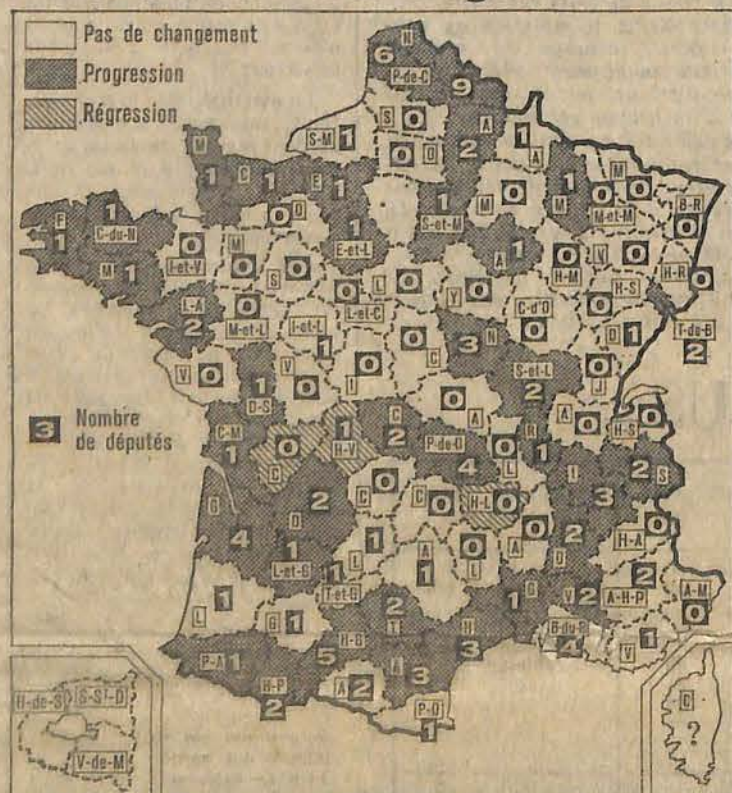 Pas de changement
Progression
Régression
N
6
P-de-C
9
S
0
A
S-M
1
0
O
2
1
A
M
1
C
1
E
1
0
O
S-et-M
1
M
0
1
M
M
0
0
M-et-M
B-R
0
F
1
1
C-du-N
M
1
0
I-et-V
M
0
S
0
E-et-L
1
A
1
0
H-M
V
0
H-R
0
L-A
2
0
M-et-L
I-et-L
1
0
L
0
L-et-C
Y
0
C-d'O
0
H-S
0
D
1
T-de-B
2
V
0
1
D-S
V
0
I
0
C
0
3
N
S-et-L
2
J
0
3
Nombre
de députés
C-M
1
0
C
1
H-V
C
2
A
0
P-de-D
4
R
1
A
0
H-S
0
L
0
G
4
2
D
C
0
C
0
H-L
0
I
3
2
S
1
L-et-G
L
1
A
1
0
L
A
0
2
D
H-A
0
L
1
G
1
T-et-G
1
2
T
1
G
V
2
2
A-H-P
A-M
0
P-A
1
H-G
5
A
3
H
3
B-du-R
4
V
1
H-P
2
A
2
P-O
1
H-de-S
S-St-D
V-de-M
C
?